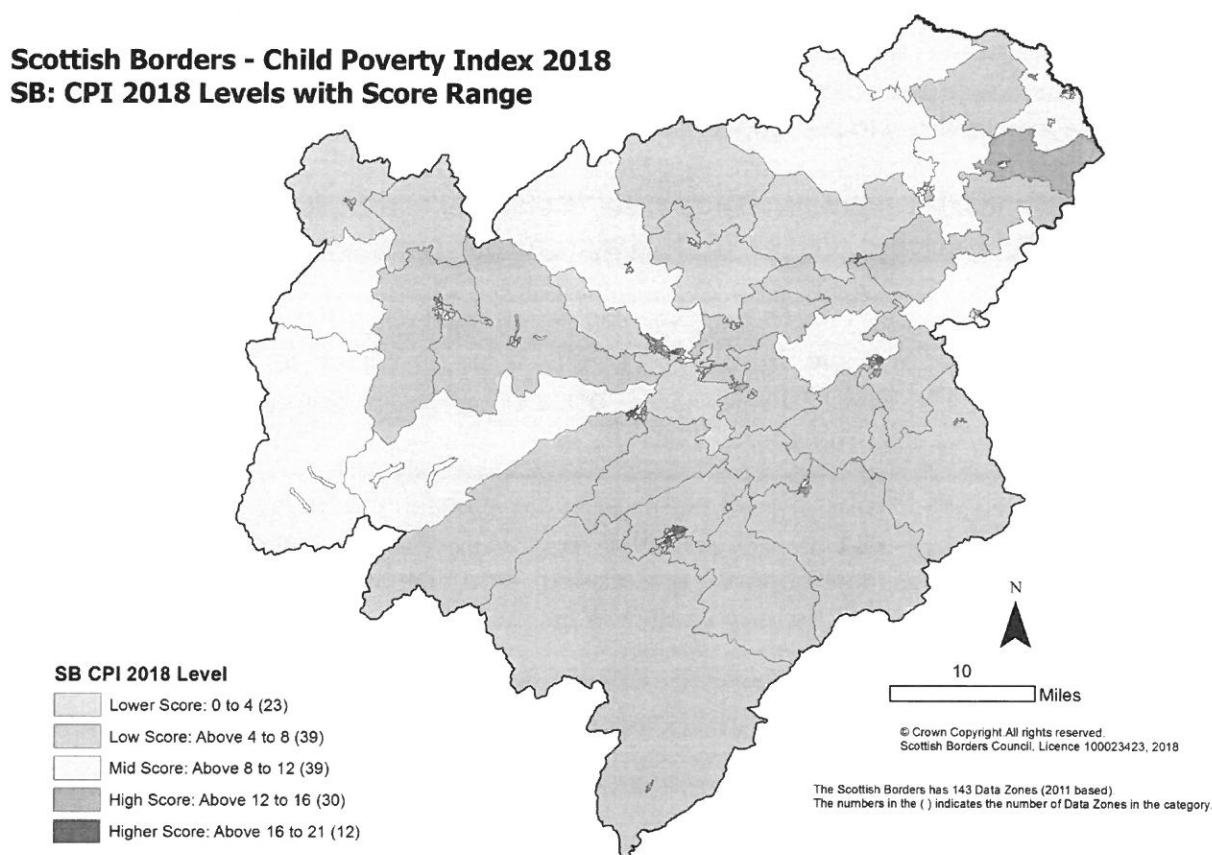 Scottish Borders - Child Poverty Index 2018
SB: CPI 2018 Levels with Score Range
N
10
Miles
SB CPI 2018 Level
Lower Score: 0 to 4 (23)
Low Score: Above 4 to 8 (39)
Mid Score: Above 8 to 12 (39)
High Score: Above 12 to 16 (30)
Higher Score: Above 16 to 21 (12)
© Crown Copyright.All rights reserved.
Scottish Borders Council, Licence 100023423, 2018
The Scottish Borders has 143 Data Zones (2011 based)
The numbers in the ( ) indicates the number of Data Zones in the category.